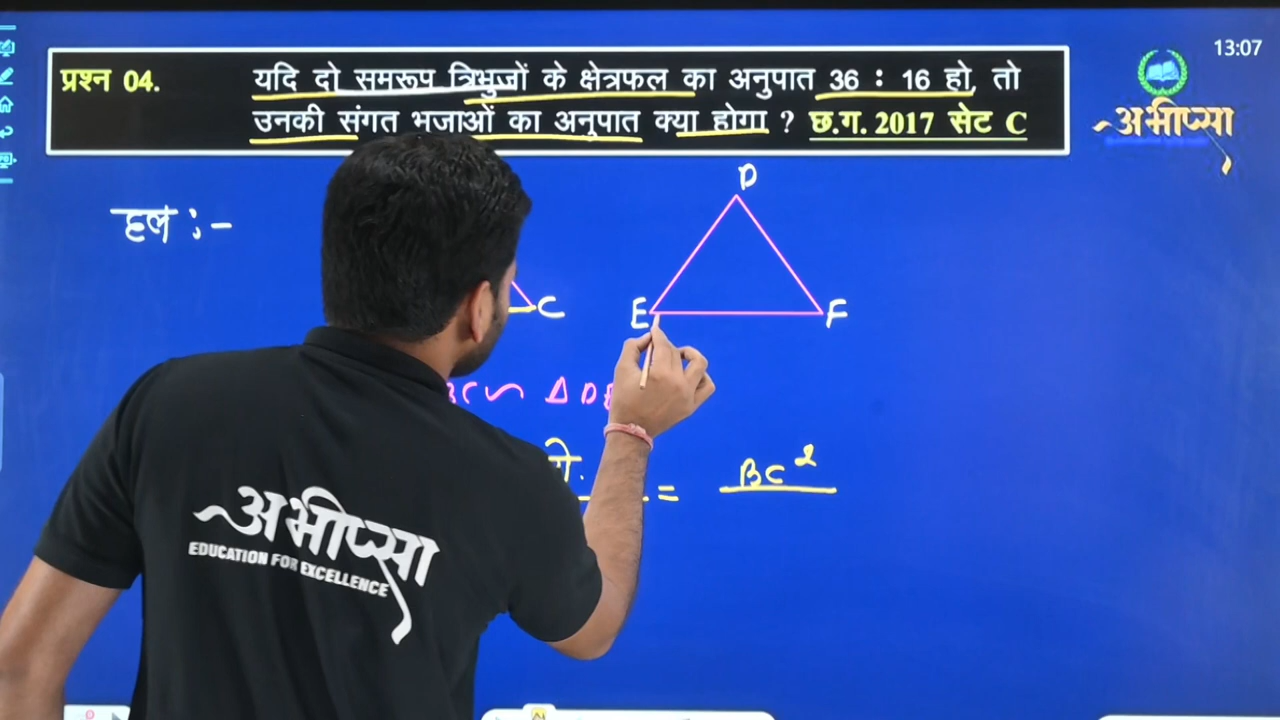 13:07
प्रश्न 04. यदि दो समरूप त्रिभुजों के क्षेत्रफल का अनुपात 36 : 16 हो, तो
उनकी संगत भजाओं का अनुपात क्या होगा ? छ.ग. 2017 सेट C
अभीप्सा
हल :-
D
C
E
F
Δ D
=
BC²
अभीप्सा
EDUCATION FOR EXCELLENCE